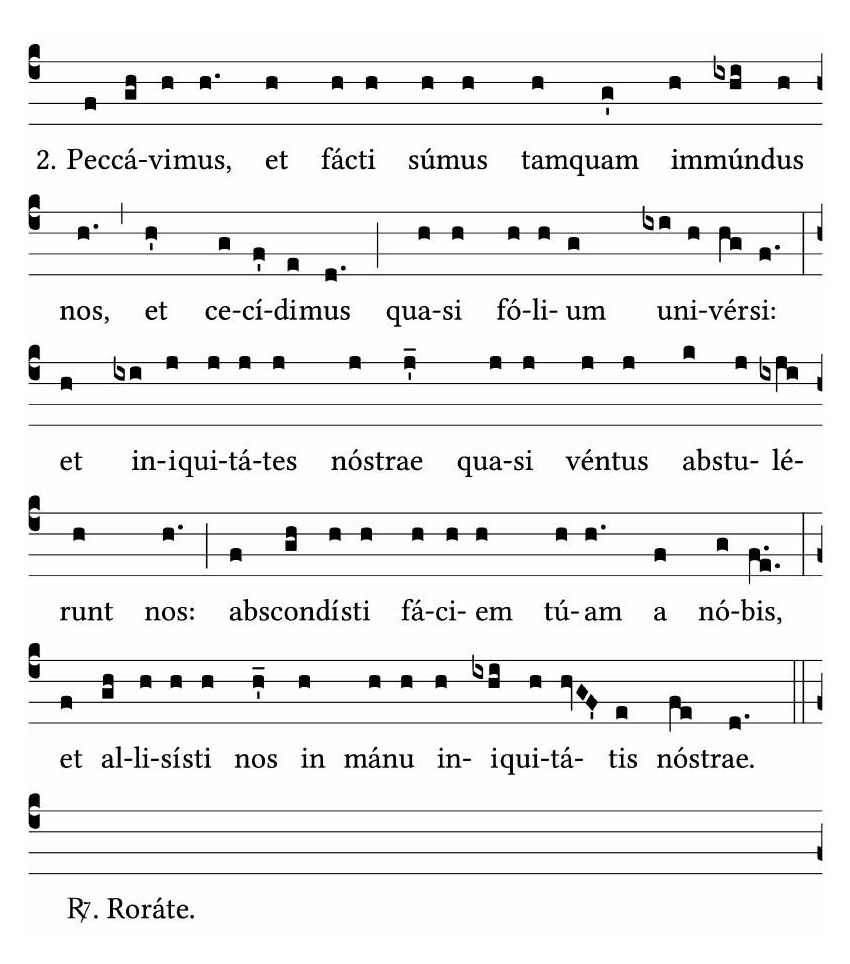 2. Peccá-vimus, et fácti súmus tamquam immúndus
nos, et ce-cí-dimus qua-si fó-li-um uni-vérsi:
et in-iqui-tá-tes nóstrae qua-si véntus abstu-lé-
runt nos: abscondísti fá-ci-em tú-am a nó-bis,
et al-li-sísti nos in mánu in-iqui-tá-tis nóstrae.
℟. Roráte.